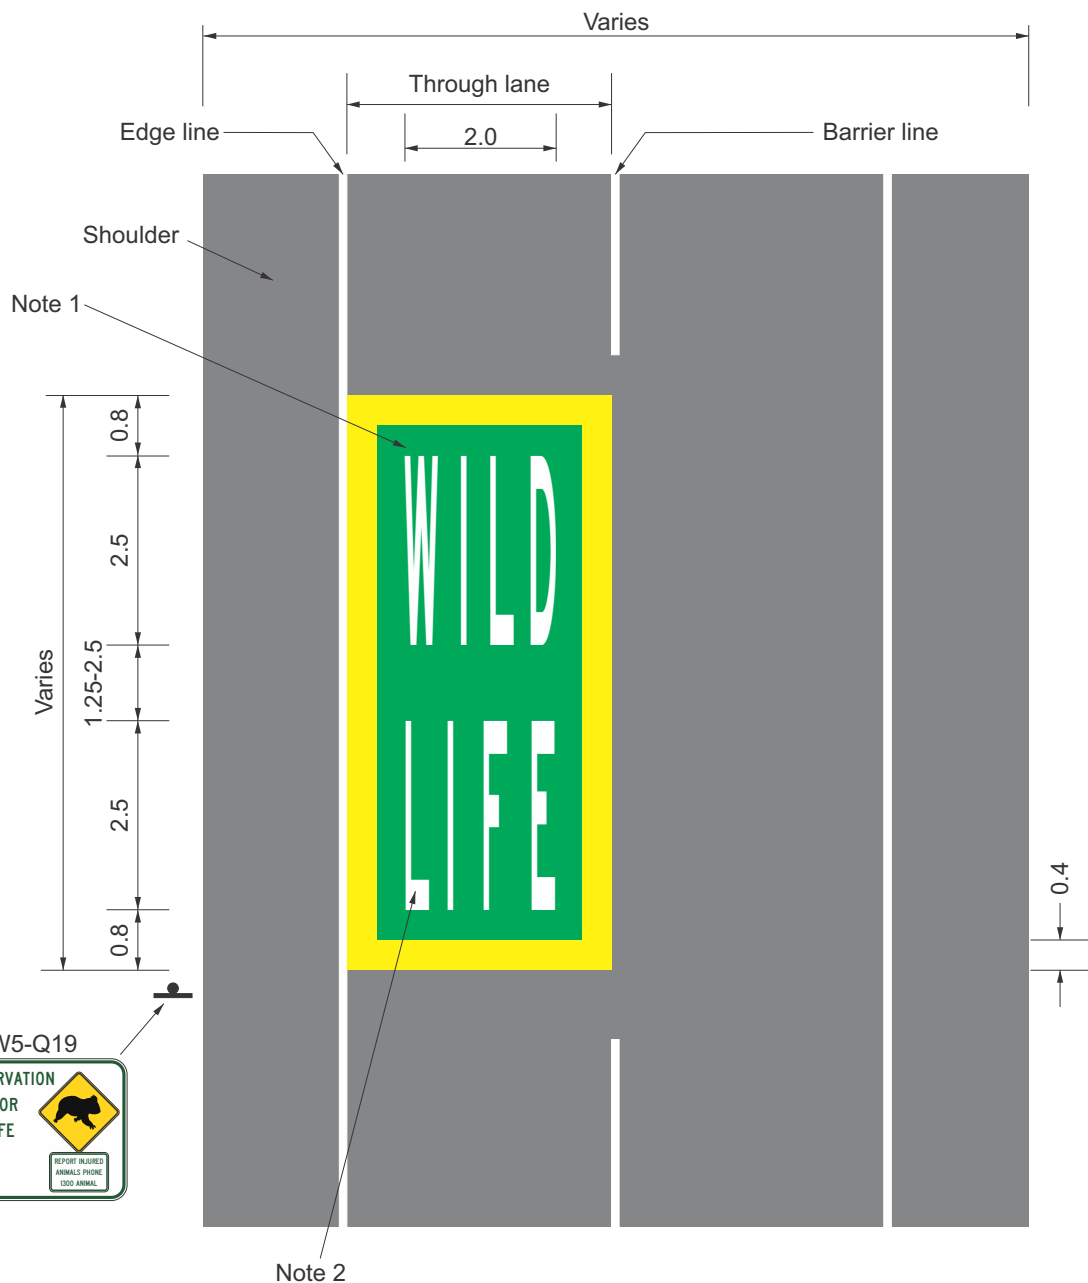 Varies
Through lane
Edge line
2.0
Barrier line
Shoulder
Note 1
0.8
2.5
1.25-2.5
Varies
2.5
0.8
WILD
LIFE
0.4
W5-Q19
RVATION
OR
FE
REPORT INJURED
ANIMALS PHONE
1300 ANIMAL
Note 2